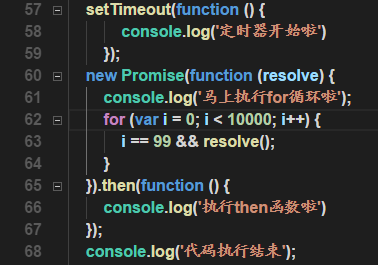 57 setTimeout(function () {
58 console.log('定时器开始啦')
59 });
60 new Promise(function (resolve) {
61 console.log('马上执行for循环啦');
62 for (var i = 0; i < 10000; i++) {
63 i == 99 && resolve();
64 }
65 }).then(function () {
66 console.log('执行then函数啦')
67 });
68 console.log('代码执行结束');